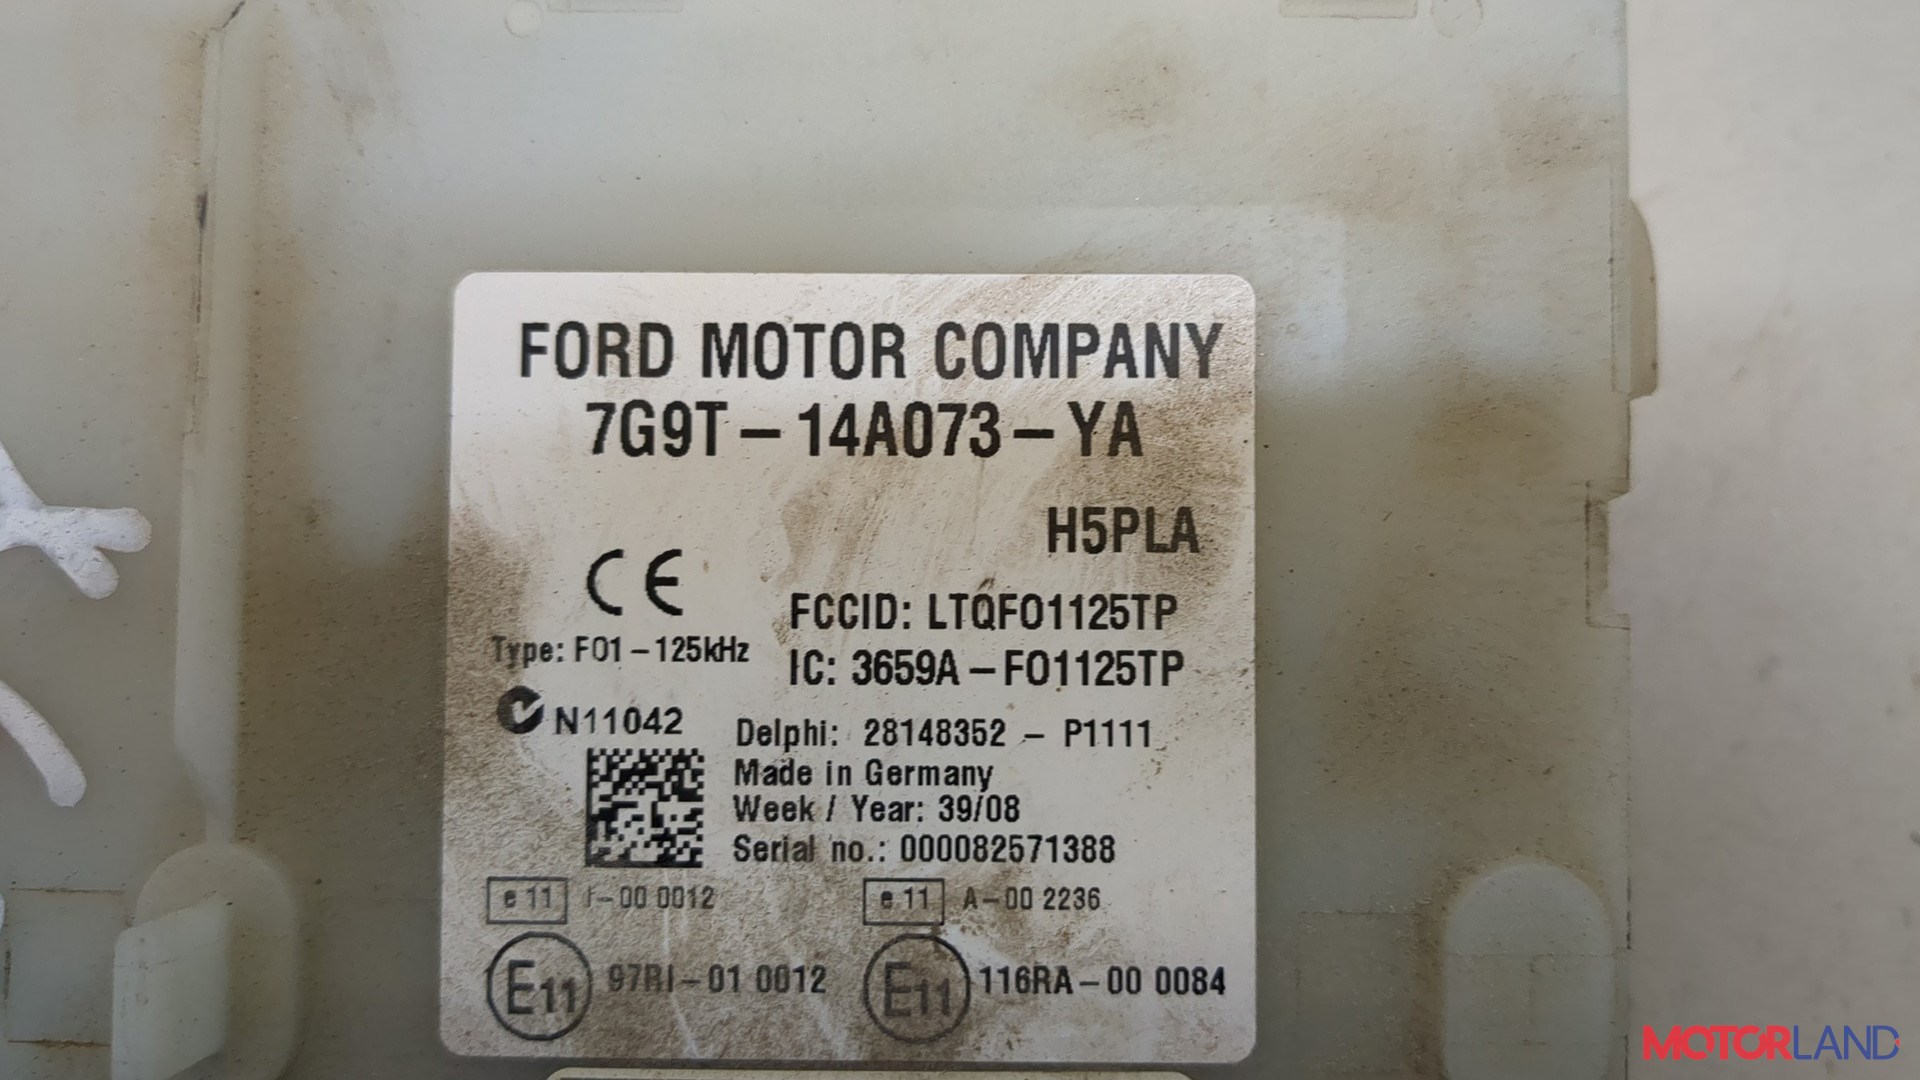 FORD MOTOR COMPANY
7G9T-14A073-YA
H5PLA
CE
FCCID: LTQFO1125TP
Type: FO1-125kHz
IC: 3659A-FO1125TP
N11042
Delphi: 28148352 - P1111
Made in Germany
Week / Year: 39/08
Serial no.: 000082571388
e 11 I-00 0012
e 11 A-00 2236
E11 97RI-01 0012
E11 116RA-00 0084
MOTORLAND